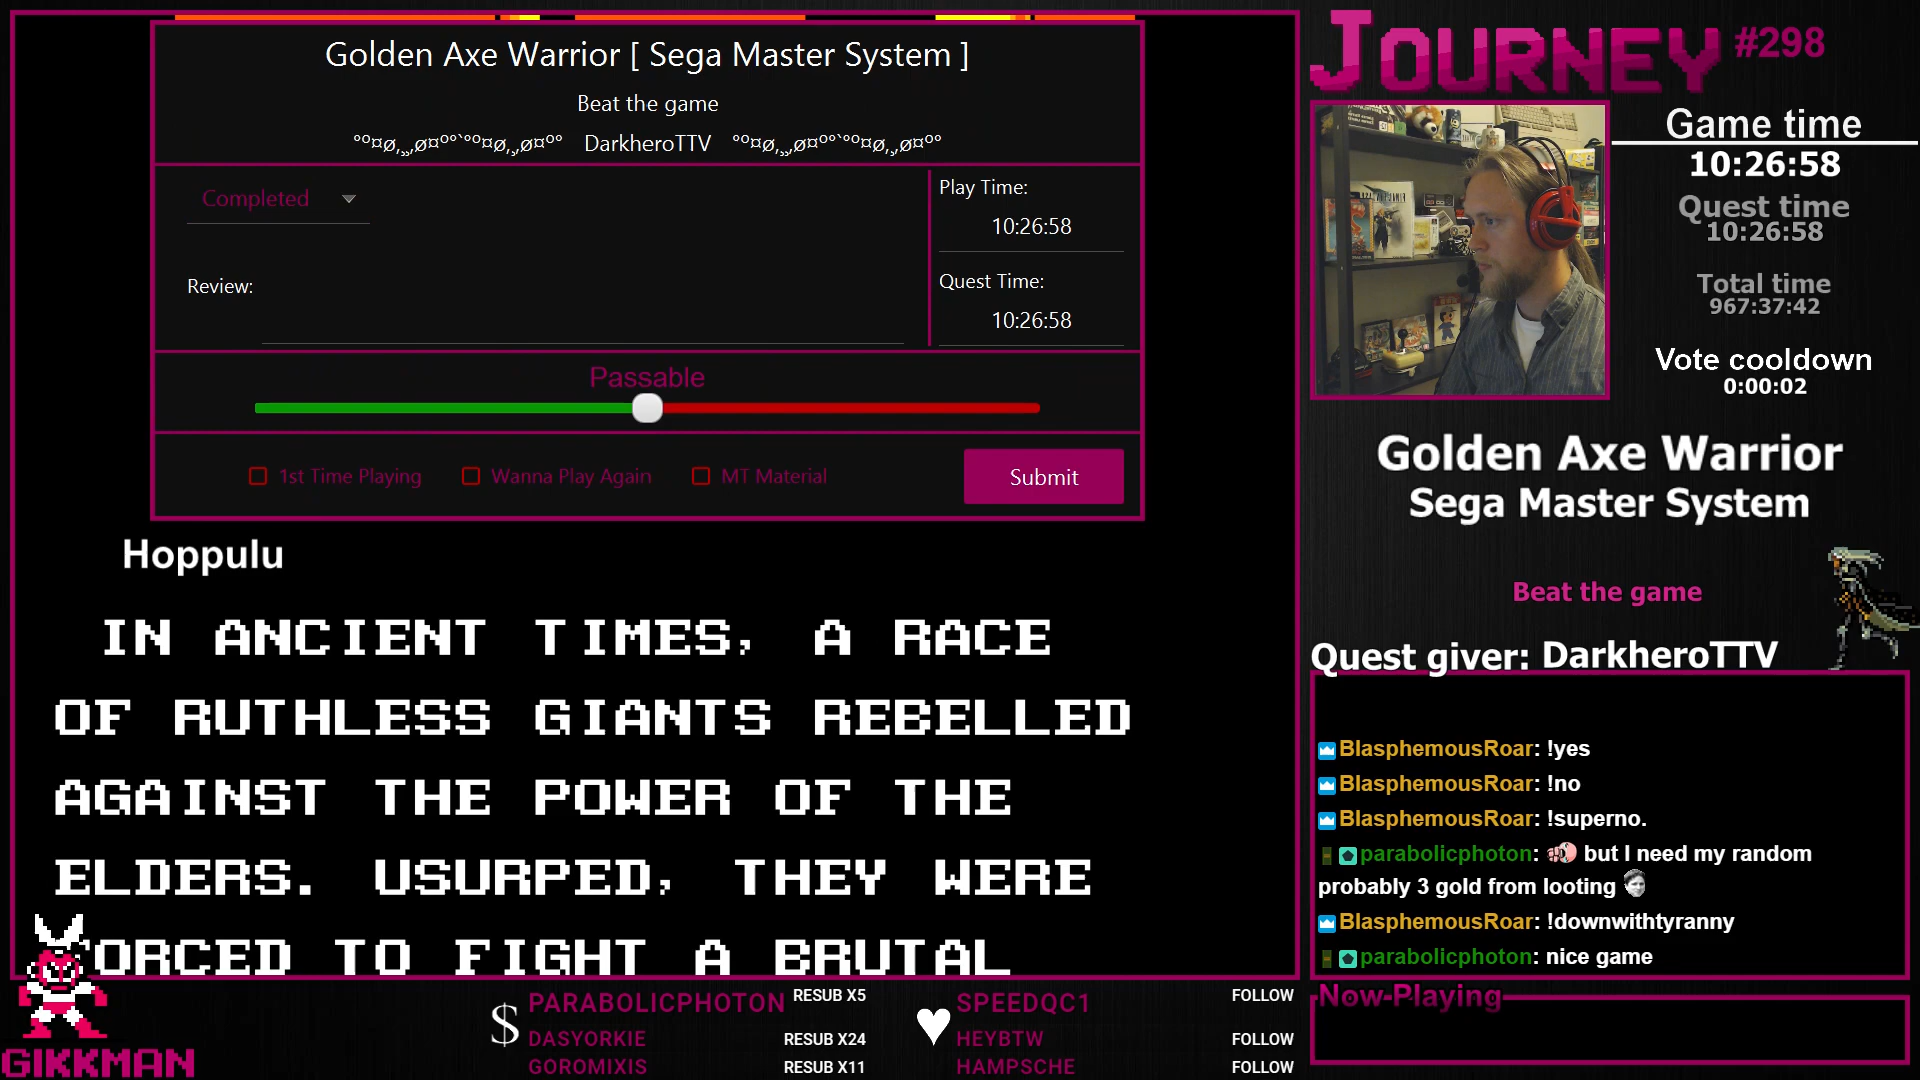 Golden Axe Warrior [ Sega Master System ]
Beat the game
°º¤ø,¸¸,ø¤º°`°º¤ø,¸,ø¤°º DarkheroTTV °º¤ø,¸¸,ø¤º°`°º¤ø,¸,ø¤°º
Completed
Play Time:
10:26:58
Review:
Quest Time:
10:26:58
Passable
1st Time Playing
Wanna Play Again
MT Material
Submit
Hoppulu
IN ANCIENT TIMES, A RACE
OF RUTHLESS GIANTS REBELLED
AGAINST THE POWER OF THE
ELDERS. USURPED, THEY WERE
FORCED TO FIGHT A BRUTAL
GIKKMAN
$ PARABOLICPHOTON RESUB X5
DASYORKIE RESUB X24
GOROMIXIS RESUB X11
SPEEDQC1 FOLLOW
HEYBTW FOLLOW
HAMPSCHE FOLLOW
JOURNEY #298
Game time
10:26:58
Quest time
10:26:58
Total time
967:37:42
Vote cooldown
0:00:02
Golden Axe Warrior
Sega Master System
Beat the game
Quest giver: DarkheroTTV
BlasphemousRoar: !yes
BlasphemousRoar: !no
BlasphemousRoar: !superno.
parabolicphoton: but I need my random
probably 3 gold from looting
BlasphemousRoar: !downwithtyranny
parabolicphoton: nice game
Now-Playing